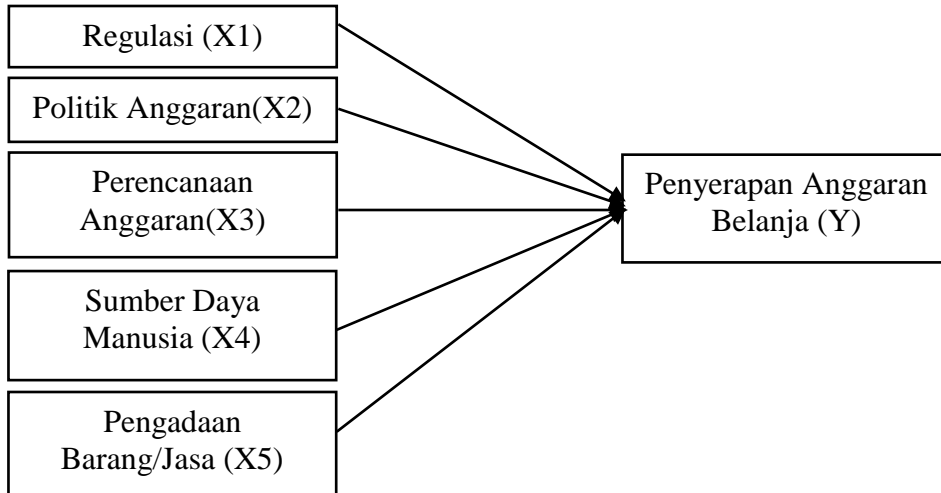 Regulasi (X1)
Politik Anggaran(X2)
Perencanaan
Anggaran(X3)
Sumber Daya
Manusia (X4)
Pengadaan
Barang/Jasa (X5)
Penyerapan Anggaran
Belanja (Y)